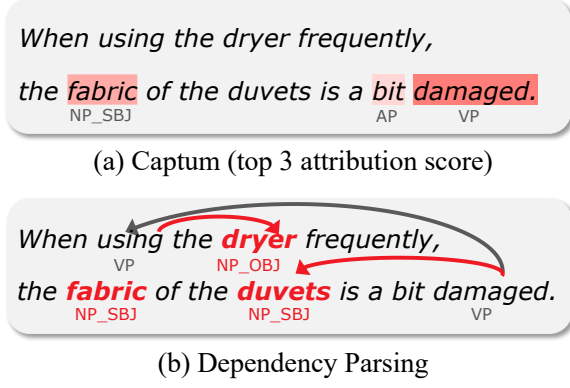 When using the dryer frequently,
the fabric of the duvets is a bit damaged.
NP_SBJ AP VP
(a) Captum (top 3 attribution score)
When using the dryer frequently,
VP NP_OBJ
the fabric of the duvets is a bit damaged.
NP_SBJ NP_SBJ VP
(b) Dependency Parsing